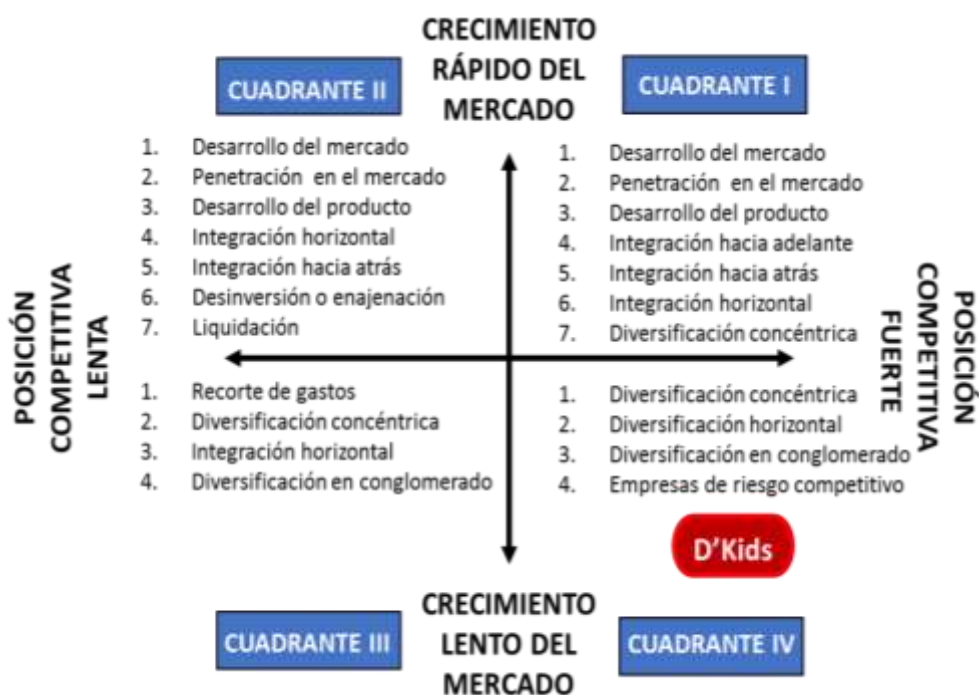 CRECIMIENTO
RÁPIDO DEL
MERCADO
CUADRANTE II
1. Desarrollo del mercado
2. Penetración en el mercado
3. Desarrollo del producto
4. Integración horizontal
5. Integración hacia atrás
6. Desinversión o enajenación
7. Liquidación
CUADRANTE I
1. Desarrollo del mercado
2. Penetración en el mercado
3. Desarrollo del producto
4. Integración hacia adelante
5. Integración hacia atrás
6. Integración horizontal
7. Diversificación concéntrica
POSICIÓN
COMPETITIVA
LENTA
POSICIÓN
COMPETITIVA
FUERTE
1. Recorte de gastos
2. Diversificación concéntrica
3. Integración horizontal
4. Diversificación en conglomerado
1. Diversificación concéntrica
2. Diversificación horizontal
3. Diversificación en conglomerado
4. Empresas de riesgo competitivo
D'Kids
CUADRANTE III
CRECIMIENTO
LENTO DEL
MERCADO
CUADRANTE IV